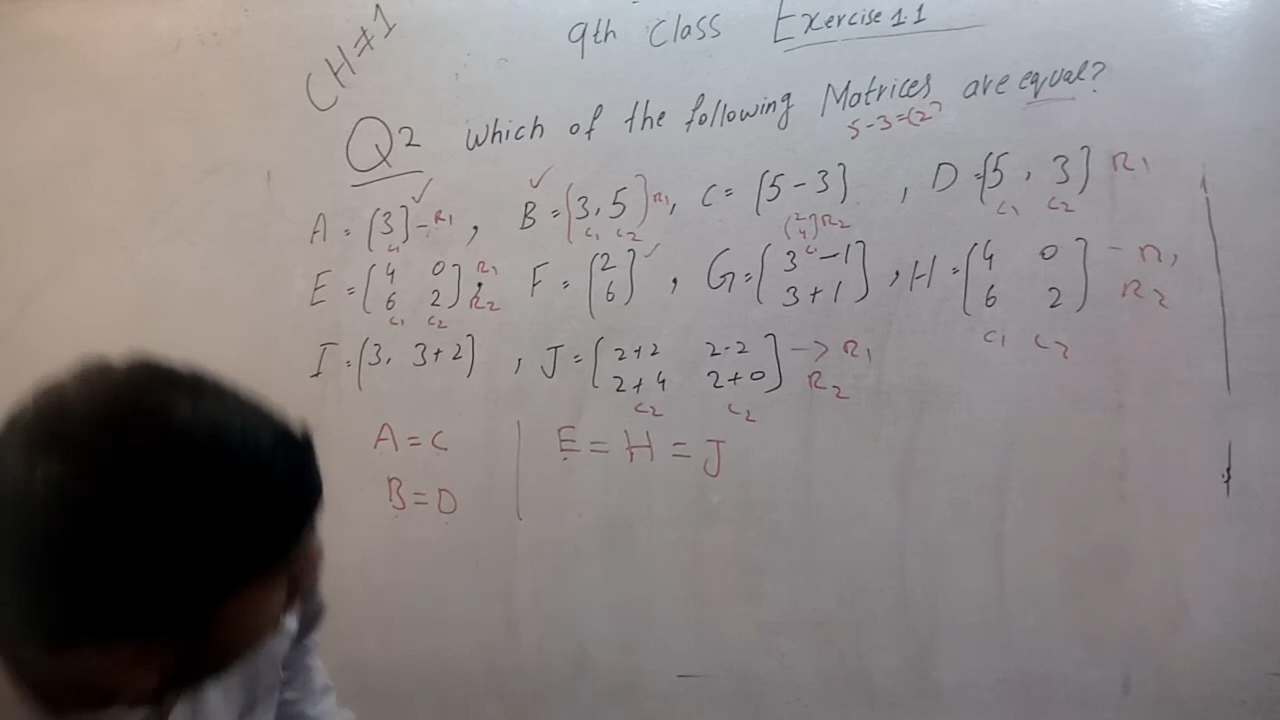 CH#1
9th Class Exercise 1.1
Q2 which of the following Matrices are equal?
5-3=(2)
A = [3] - R1, B = [3, 5] R1, C = [5-3], D = [5, 3] R1
C1 C1 C2 C1 C2
[2 4] R2
E = [4 0 R1, F = [2, G = [3-1, H = [4 0] - R1
6 2] R2 6] 3+1] 6 2] R2
C1 C2 C1 C2
I = [3, 3+2], J = [2+2 2-2] -> R1
2+4 2+0] R2
C2 C2
A = C | E = H = J
B = D